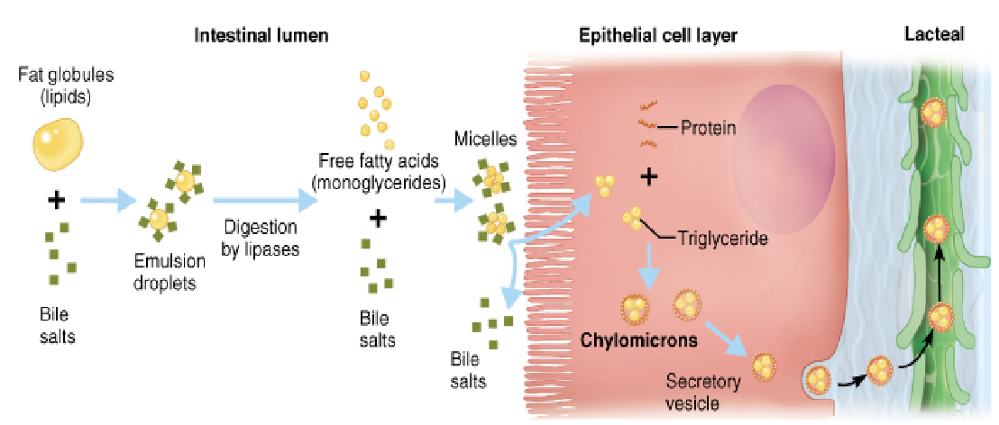 Intestinal lumen
Epithelial cell layer
Lacteal
Fat globules
(lipids)
+
Bile
salts
Emulsion
droplets
Digestion
by lipases
Free fatty acids
(monoglycerides)
+
Bile
salts
Micelles
Bile
salts
Protein
+
Triglyceride
Chylomicrons
Secretory
vesicle